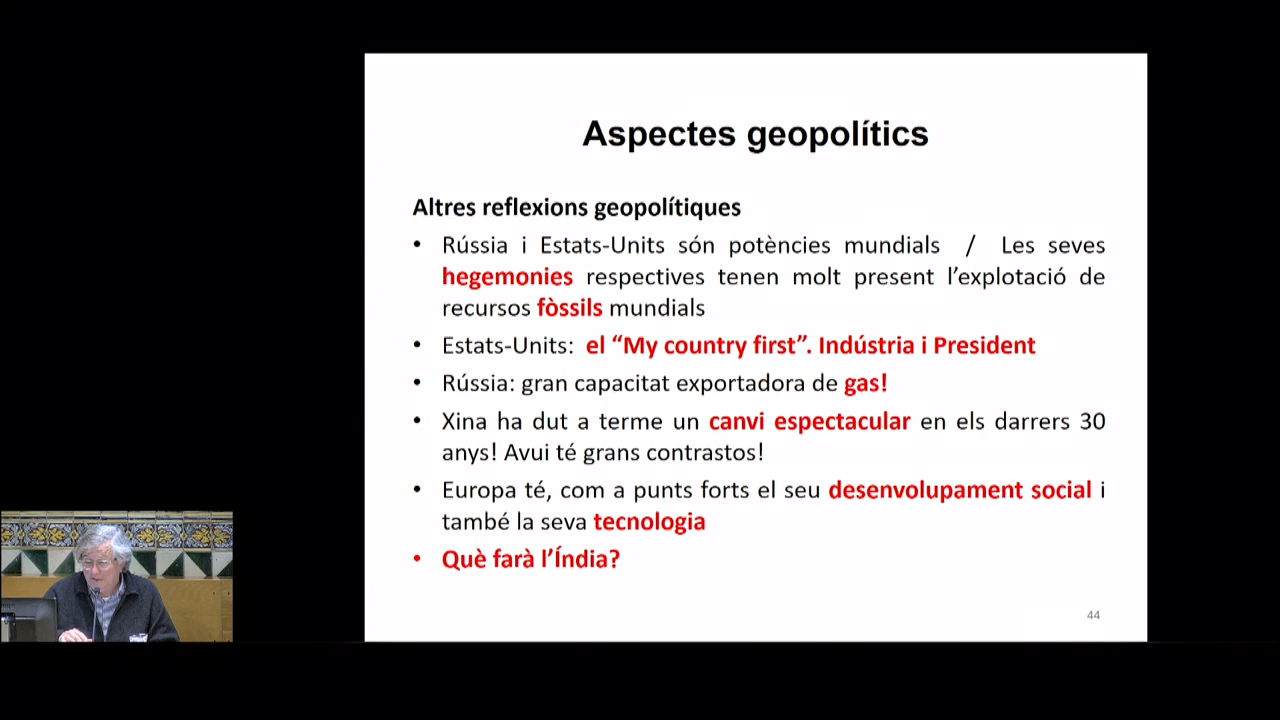 Aspectes geopolítics
Altres reflexions geopolítiques
• Rússia i Estats-Units són potències mundials / Les seves
hegemonies respectives tenen molt present l’explotació de
recursos fòssils mundials
• Estats-Units: el “My country first”. Indústria i President
• Rússia: gran capacitat exportadora de gas!
• Xina ha dut a terme un canvi espectacular en els darrers 30
anys! Avui té grans contrastos!
• Europa té, com a punts forts el seu desenvolupament social i
també la seva tecnologia
• Què farà l’Índia?
44